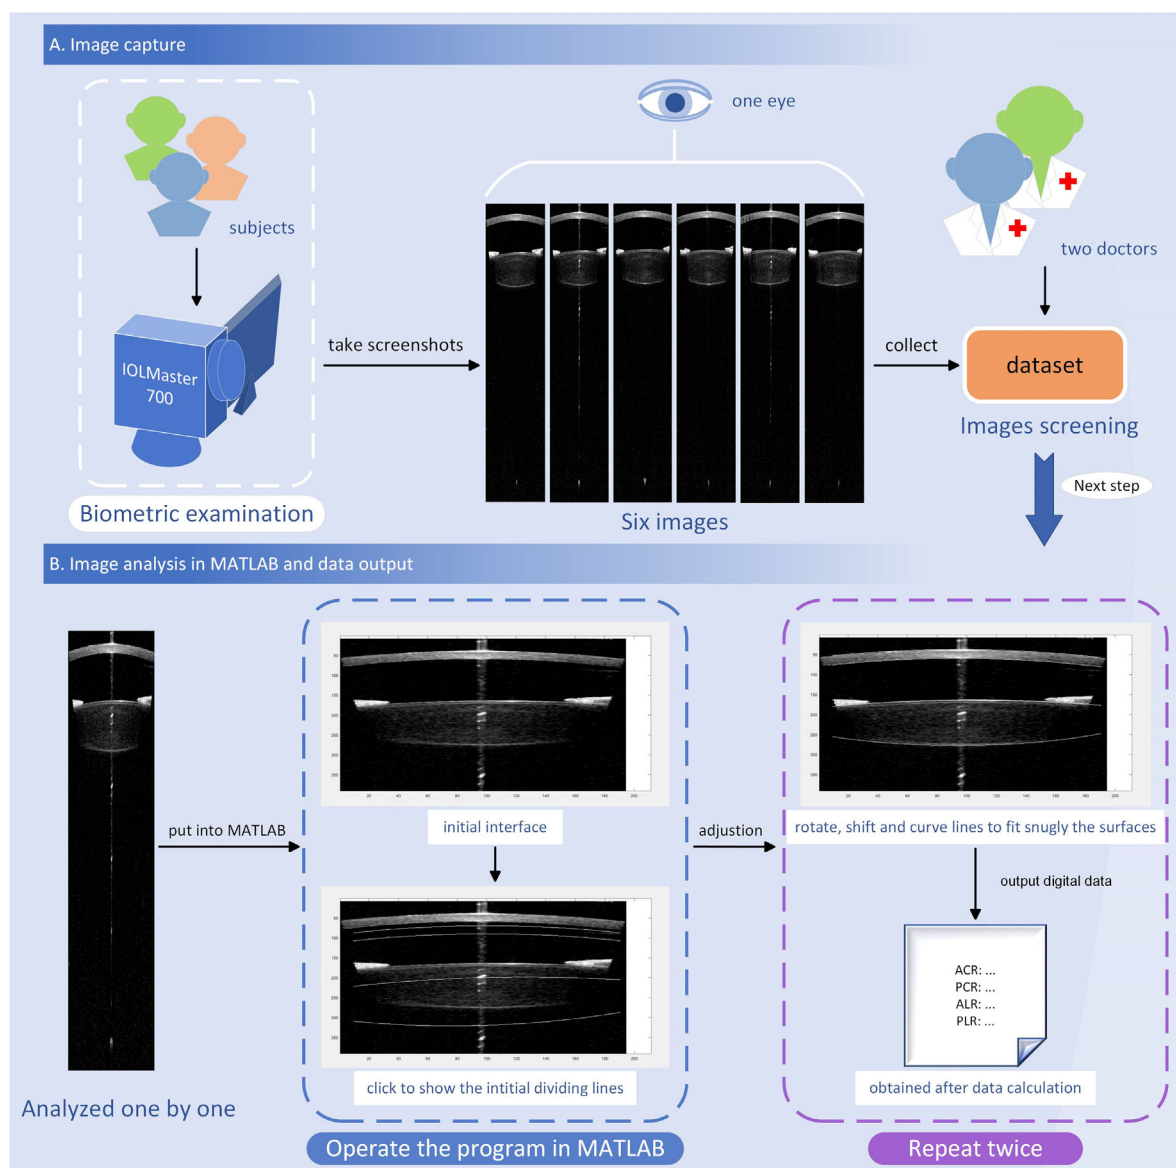 A. Image capture
one eye
subjects
two doctors
IOLMaster
700
take screenshots
collect
dataset
Images screening
Next step
Biometric examination
Six images
B. Image analysis in MATLAB and data output
put into MATLAB
initial interface
adjustion
rotate, shift and curve lines to fit snugly the surfaces
output digital data
ACR: ...
PCR: ...
ALR: ...
PLR: ...
click to show the intitial dividing lines
obtained after data calculation
Analyzed one by one
Operate the program in MATLAB
Repeat twice